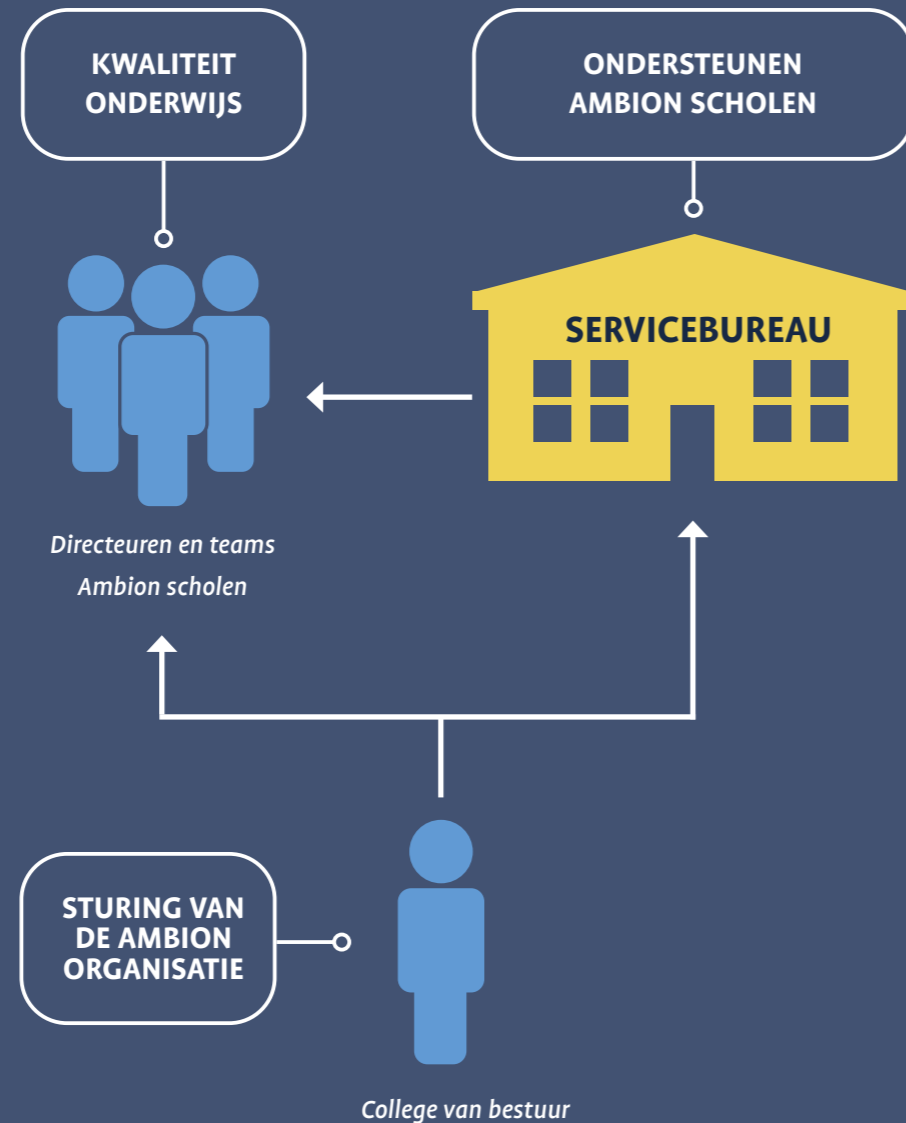 KWALITEIT
ONDERWIJS
ONDERSTEUNEN
AMBION SCHOLEN
SERVICEBUREAU
Directeuren en teams
Ambion scholen
STURING VAN
DE AMBION
ORGANISATIE
College van bestuur